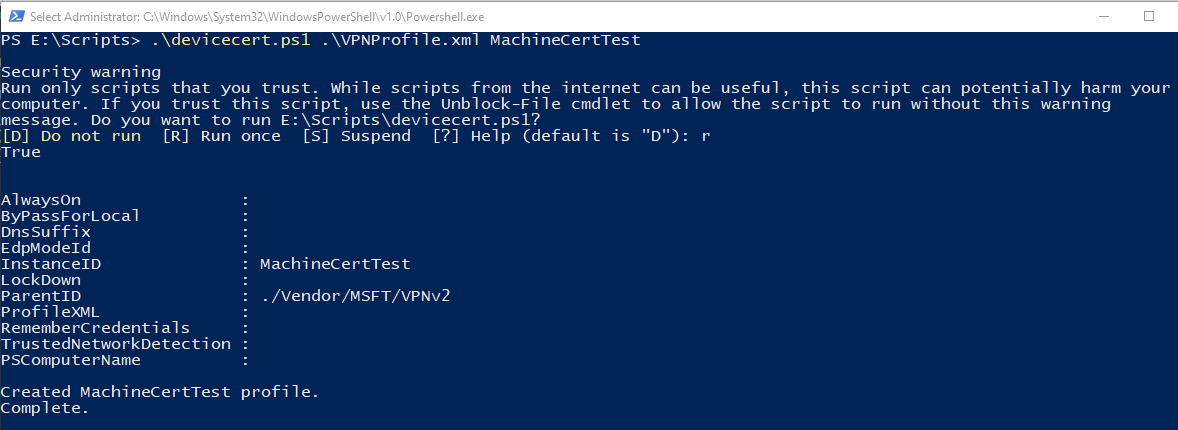 Select Administrator: C:\Windows\System32\WindowsPowerShell\v1.0\Powershell.exe
PS E:\Scripts> .\devicecert.ps1 .\VPNProfile.xml MachineCertTest
Security warning
Run only scripts that you trust. While scripts from the internet can be useful, this script can potentially harm your
computer. If you trust this script, use the Unblock-File cmdlet to allow the script to run without this warning
message. Do you want to run E:\Scripts\devicecert.ps1?
[D] Do not run  [R] Run once  [S] Suspend  [?] Help (default is "D"): r
True
AlwaysOn                :
ByPassForLocal          :
DnsSuffix               :
EdpModeId               :
InstanceID              : MachineCertTest
LockDown                :
ParentID                : ./Vendor/MSFT/VPNv2
ProfileXML              :
RememberCredentials     :
TrustedNetworkDetection :
PSComputerName          :
Created MachineCertTest profile.
Complete.